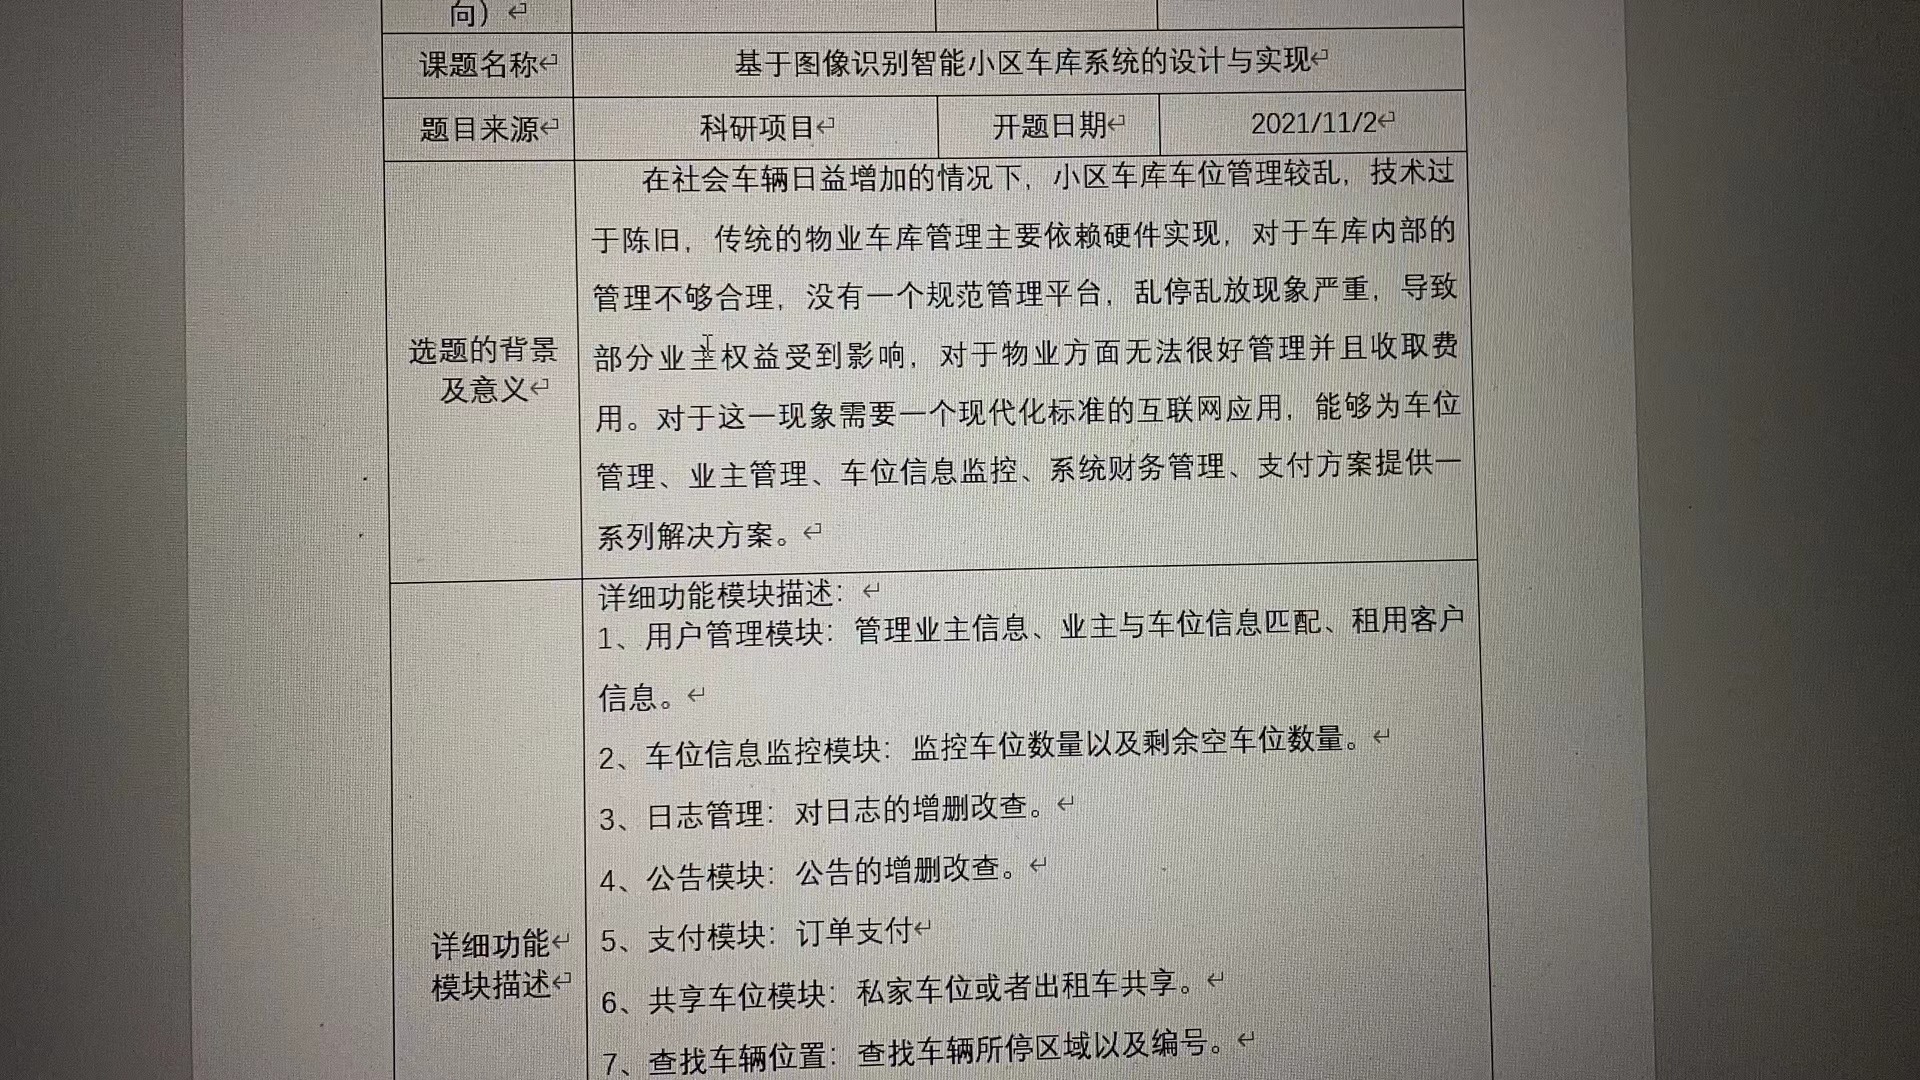 向）
课题名称 基于图像识别智能小区车库系统的设计与实现
题目来源 科研项目 开题日期 2021/11/2
选题的背景
及意义
在社会车辆日益增加的情况下，小区车库车位管理较乱，技术过
于陈旧，传统的物业车库管理主要依赖硬件实现，对于车库内部的
管理不够合理，没有一个规范管理平台，乱停乱放现象严重，导致
部分业主权益受到影响，对于物业方面无法很好管理并且收取费
用。对于这一现象需要一个现代化标准的互联网应用，能够为车位
管理、业主管理、车位信息监控、系统财务管理、支付方案提供一
系列解决方案。
详细功能
模块描述
详细功能模块描述：
1、用户管理模块：管理业主信息、业主与车位信息匹配、租用客户
信息。
2、车位信息监控模块：监控车位数量以及剩余空车位数量。
3、日志管理：对日志的增删改查。
4、公告模块：公告的增删改查。
5、支付模块：订单支付
6、共享车位模块：私家车位或者出租车共享。
7、查找车辆位置：查找车辆所停区域以及编号。